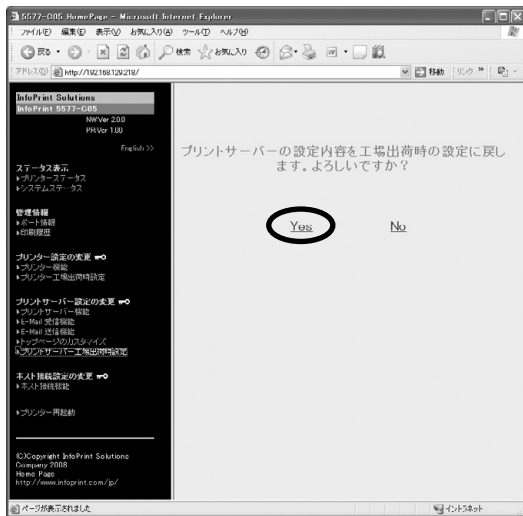 5577-C05 HomePage - Microsoft Internet Explorer
ファイル(F) 編集(E) 表示(V) お気に入り(A) ツール(T) ヘルプ(H)
戻る 検索 お気に入り
アドレス(D) http://192.168.129.218/ 移動 リンク
InfoPrint Solutions
InfoPrint 5577-C05
NW.Ver 2.0.0
PR.Ver 1.00
English >>
ステータス表示
プリンターステータス
システムステータス
管理情報
ポート情報
印刷履歴
プリンター設定の変更
プリンター機能
プリンター工場出荷時設定
プリントサーバー設定の変更
プリントサーバー機能
E-Mail 受信機能
E-Mail 送信機能
トップページのカスタマイズ
プリントサーバー工場出荷時設定
ホスト接続設定の変更
ホスト接続機能
プリンター再起動
(C)Copyright InfoPrint Solutions
Company 2008
Home Page
http://www.infoprint.com/jp/
プリントサーバーの設定内容を工場出荷時の設定に戻し
ます。よろしいですか？
Yes No
ページが表示されました イントラネット